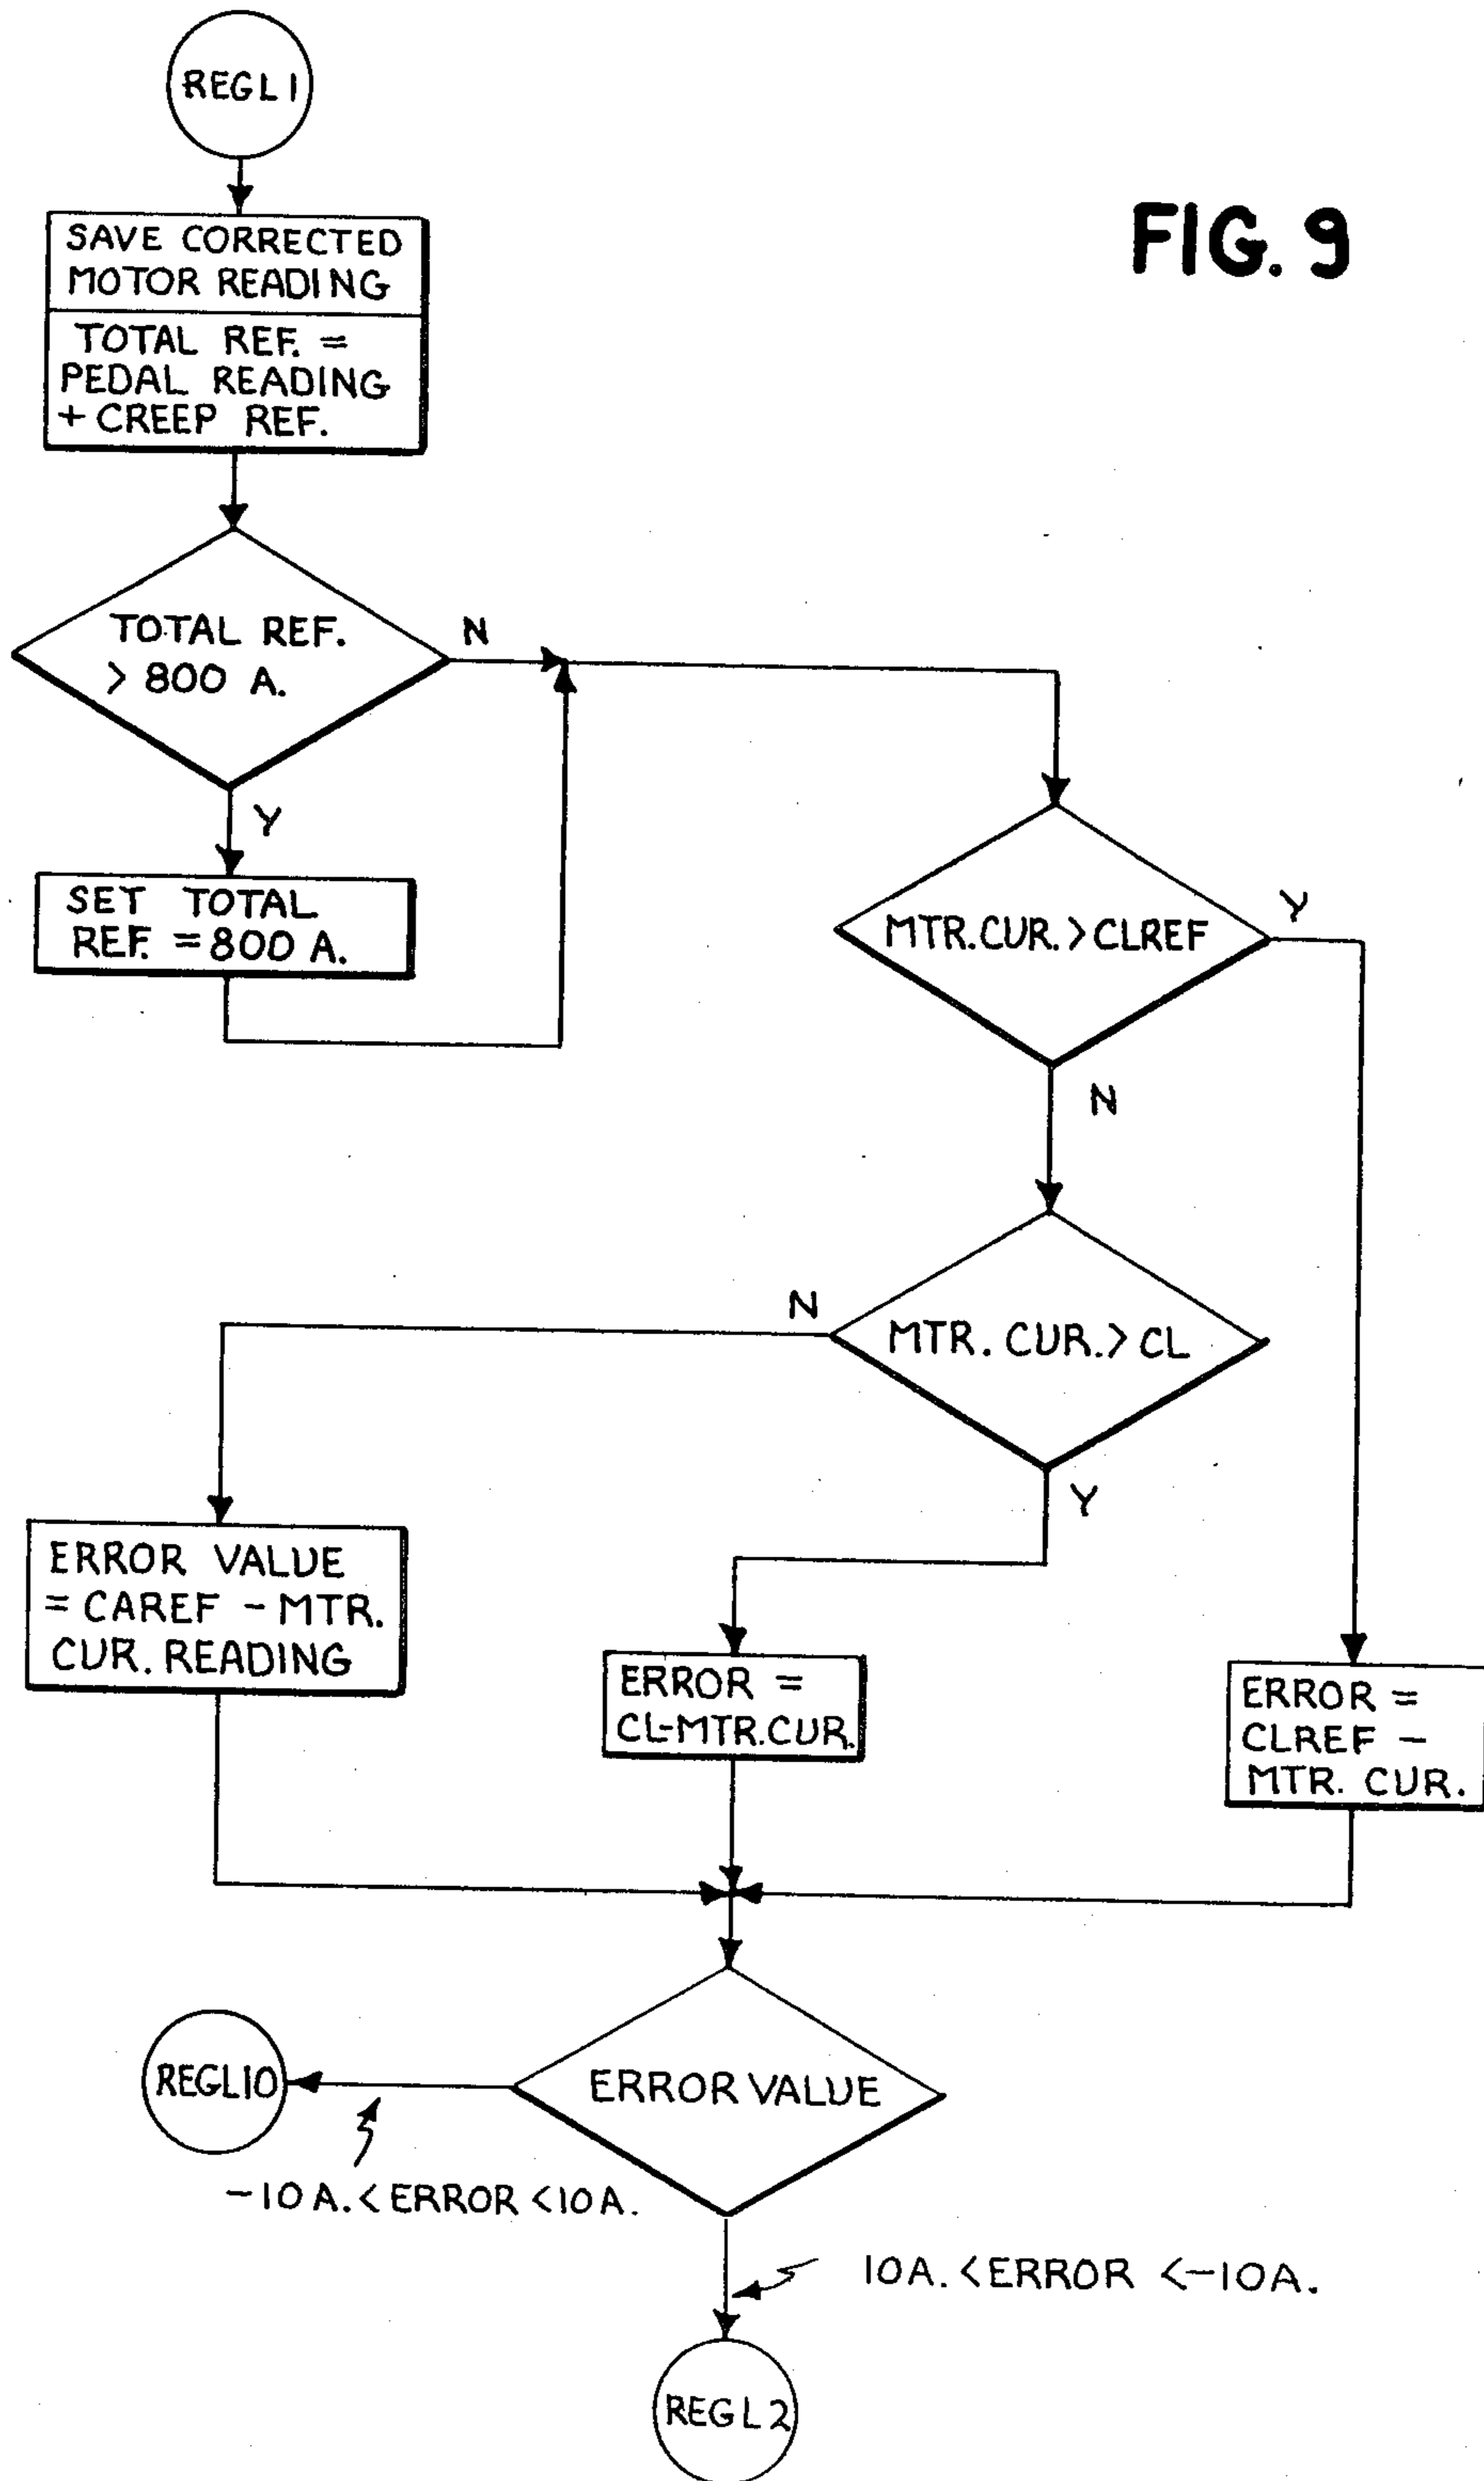 REGL1
FIG. 9
SAVE CORRECTED
MOTOR READING
TOTAL REF. =
PEDAL READING
+ CREEP REF.
TOTAL REF.
> 800 A.
N
Y
SET TOTAL
REF. = 800 A.
MTR.CUR. > CLREF
Y
N
MTR. CUR. > CL
N
Y
ERROR VALUE
= CAREF - MTR.
CUR. READING
ERROR =
CL-MTR.CUR.
ERROR =
CLREF -
MTR. CUR.
ERROR VALUE
REGL10
-10 A. < ERROR < 10 A.
10 A. < ERROR < -10 A.
REGL2